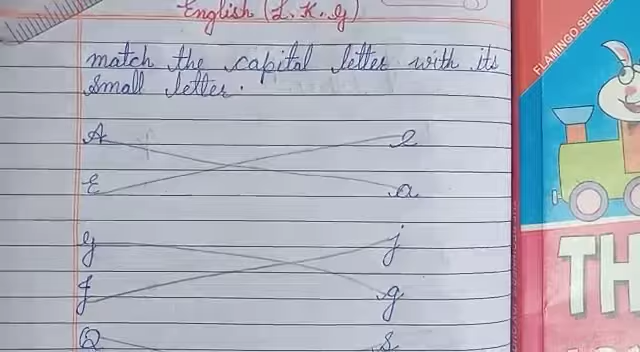 English (L.K.G)
match the capital letter with its
small letter.
A e
E a
G j
J g
Q s
FLAMINGO SERIES
TH